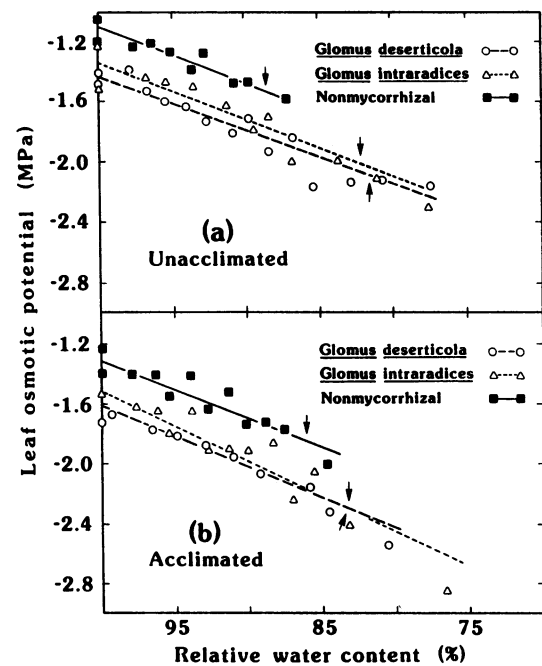 (a)
Unacclimated
Glomus deserticola
Glomus intraradices
Nonmycorrhizal
-1.2
-1.6
-2.0
-2.4
-2.8
Leaf osmotic potential (MPa)
(b)
Acclimated
Glomus deserticola
Glomus intraradices
Nonmycorrhizal
-1.2
-1.6
-2.0
-2.4
-2.8
95
85
75
Relative water content (%)